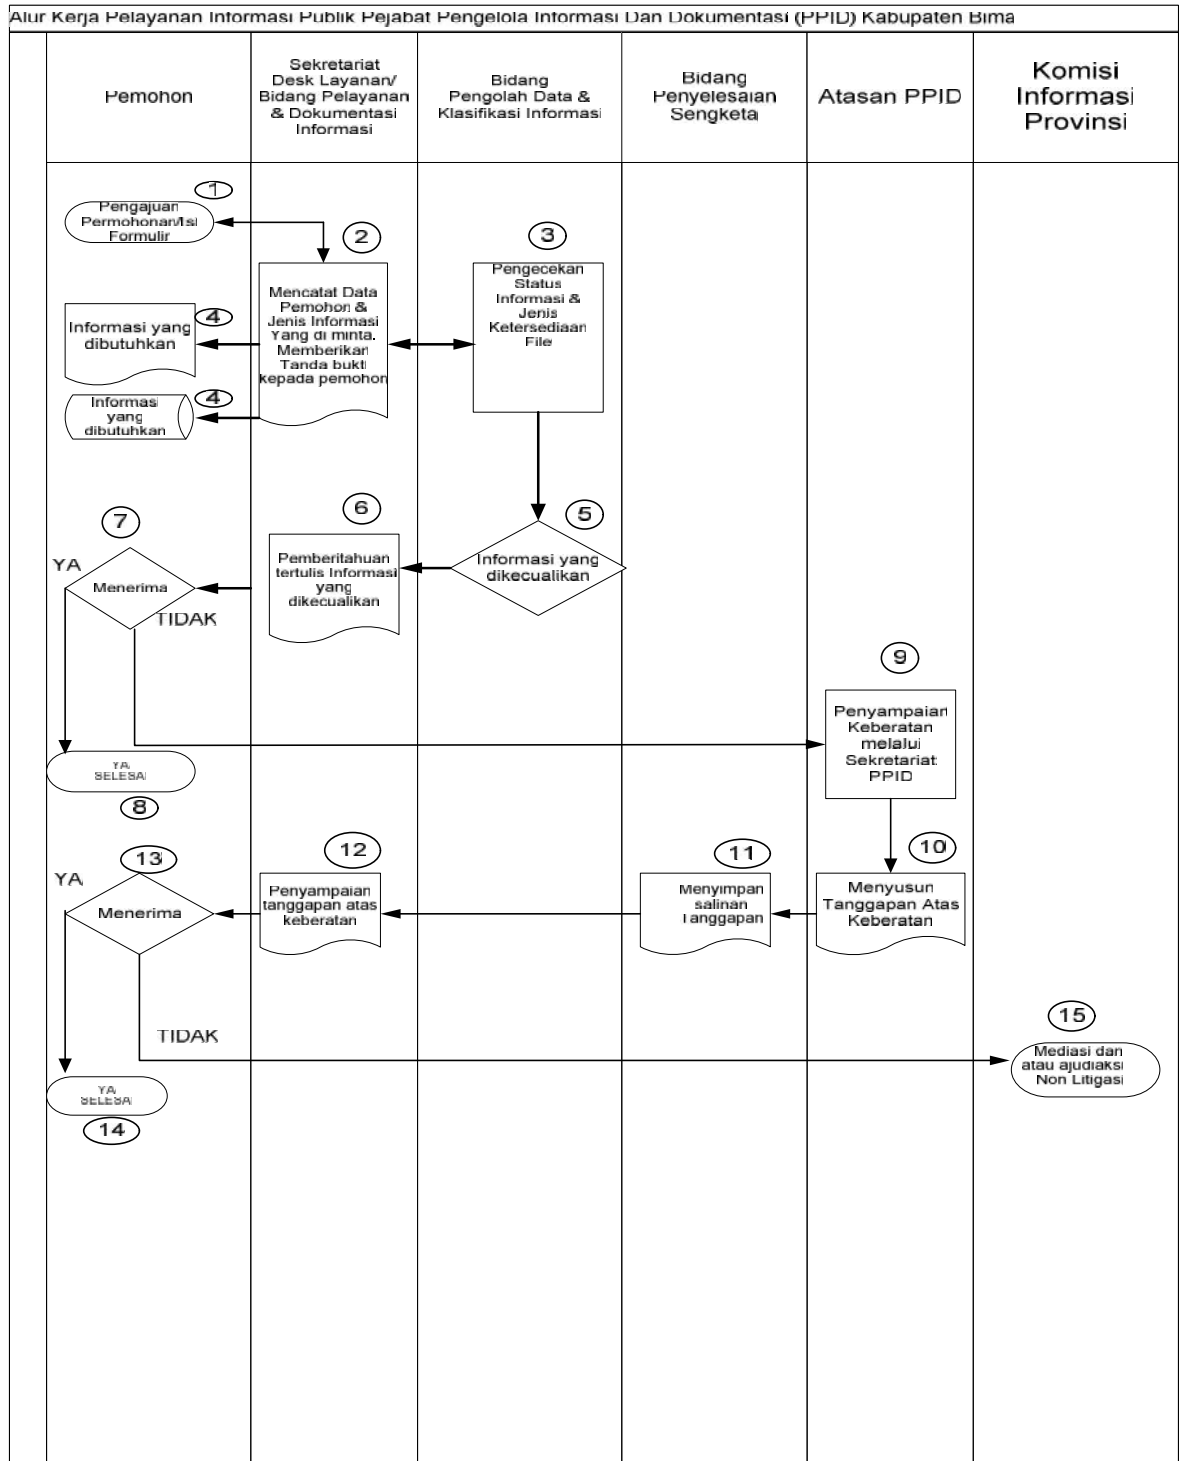 Alur Kerja Pelayanan Informasi Publik Pejabat Pengelola Informasi Dan Dokumentasi (PPID) Kabupaten Bima
Pemohon
Sekretariat
Desk Layanan/
Bidang Pelayanan
& Dokumentasi
Informasi
Bidang
Pengolah Data &
Klasifikasi Informasi
Bidang
Penyelesaian
Sengketa
Atasan PPID
Komisi
Informasi
Provinsi
1
Pengajuan
Permohonan/Isi
Formulir
2
Mencatat Data
Pemohon &
Jenis Informasi
Yang di minta.
Memberikan
Tanda bukti
kepada pemohon
3
Pengecekan
Status
Informasi &
Jenis
Ketersediaan
File
4
Informasi yang
dibutuhkan
4
Informasi
yang
dibutuhkan
5
Informasi yang
dikecualikan
6
Pemberitahuan
tertulis Informasi
yang
dikecualikan
7
YA
Menerima
TIDAK
YA
SELESAI
8
9
Penyampaian
Keberatan
melalui
Sekretariat
PPID
10
Menyusun
Tanggapan Atas
Keberatan
11
Menyimpan
salinan
Tanggapan
12
Penyampaian
tanggapan atas
keberatan
13
YA
Menerima
TIDAK
YA
SELESAI
14
15
Mediasi dan
atau ajudiaksi
Non Litigasi